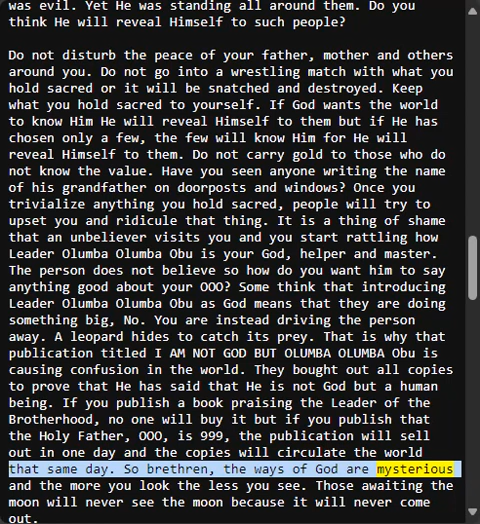 was evil. Yet He was standing all around them. Do you
think He will reveal Himself to such people?
Do not disturb the peace of your father, mother and others
around you. Do not go into a wrestling match with what you
hold sacred or it will be snatched and destroyed. Keep
what you hold sacred to yourself. If God wants the world
to know Him He will reveal Himself to them but if He has
chosen only a few, the few will know Him for He will
reveal Himself to them. Do not carry gold to those who do
not know the value. Have you seen anyone writing the name
of his grandfather on doorposts and windows? Once you
trivialize anything you hold sacred, people will try to
upset you and ridicule that thing. It is a thing of shame
that an unbeliever visits you and you start rattling how
Leader Olumba Olumba Obu is your God, helper and master.
The person does not believe so how do you want him to say
anything good about your OOO? Some think that introducing
Leader Olumba Olumba Obu as God means that they are doing
something big, No. You are instead driving the person
away. A leopard hides to catch its prey. That is why that
publication titled I AM NOT GOD BUT OLUMBA OLUMBA Obu is
causing confusion in the world. They bought out all copies
to prove that He has said that He is not God but a human
being. If you publish a book praising the Leader of the
Brotherhood, no one will buy it but if you publish that
the Holy Father, OOO, is 999, the publication will sell
out in one day and the copies will circulate the world
that same day. So brethren, the ways of God are mysterious
and the more you look the less you see. Those awaiting the
moon will never see the moon because it will never come
out.